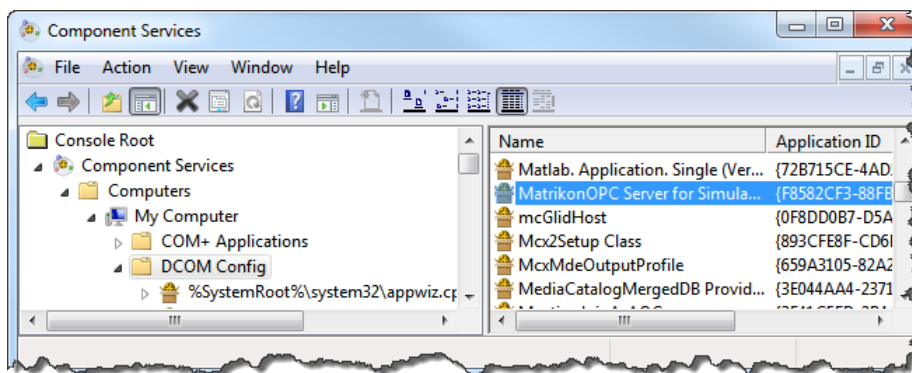 Component Services
File Action View Window Help
Console Root
Component Services
Computers
My Computer
COM+ Applications
DCOM Config
%SystemRoot%\system32\appwiz.cp
Name Application ID
Matlab. Application. Single (Ver... {72B715CE-4AD
MatrikonOPC Server for Simula... {F8582CF3-88FB
mcGlidHost {0F8DD0B7-D5A
Mcx2Setup Class {893CFE8F-CD6
McxMdeOutputProfile {659A3105-82A2
MediaCatalogMergedDB Provid... {3E044AA4-2371